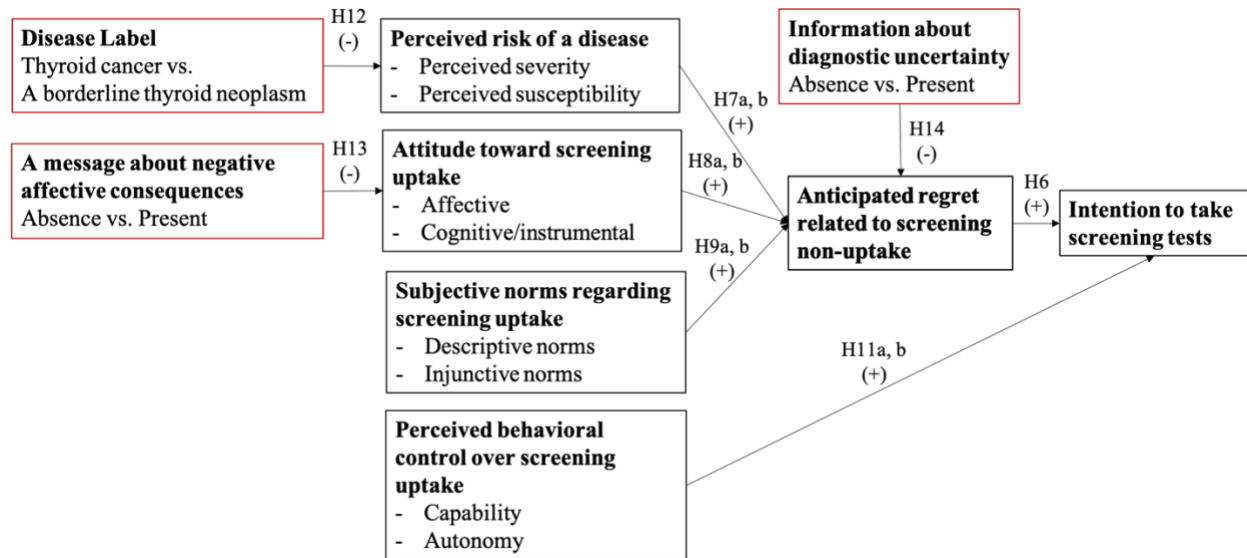 Disease Label
Thyroid cancer vs.
A borderline thyroid neoplasm
H12
(-)
Perceived risk of a disease
- Perceived severity
- Perceived susceptibility
Information about
diagnostic uncertainty
Absence vs. Present
H7a, b
(+)
H14
(-)
A message about negative
affective consequences
Absence vs. Present
H13
(-)
Attitude toward screening
uptake
- Affective
- Cognitive/instrumental
H8a, b
(+)
Anticipated regret
related to screening
non-uptake
H6
(+)
Intention to take
screening tests
H9a, b
(+)
Subjective norms regarding
screening uptake
- Descriptive norms
- Injunctive norms
H11a, b
(+)
Perceived behavioral
control over screening
uptake
- Capability
- Autonomy